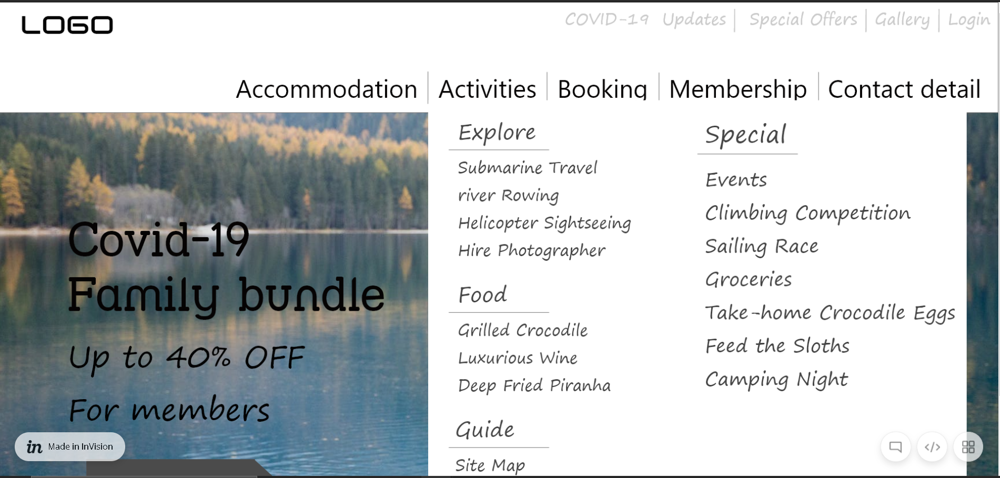 LOGO
COVID-19 Updates | Special Offers | Gallery | Login
Accommodation | Activities | Booking | Membership | Contact detail
Covid-19
Family bundle
Up to 40% OFF
For members
Explore
Submarine Travel
river Rowing
Helicopter Sightseeing
Hire Photographer
Food
Grilled Crocodile
Luxurious Wine
Deep Fried Piranha
Guide
Site Map
Special
Events
Climbing Competition
Sailing Race
Groceries
Take-home Crocodile Eggs
Feed the Sloths
Camping Night
in Made in InVision